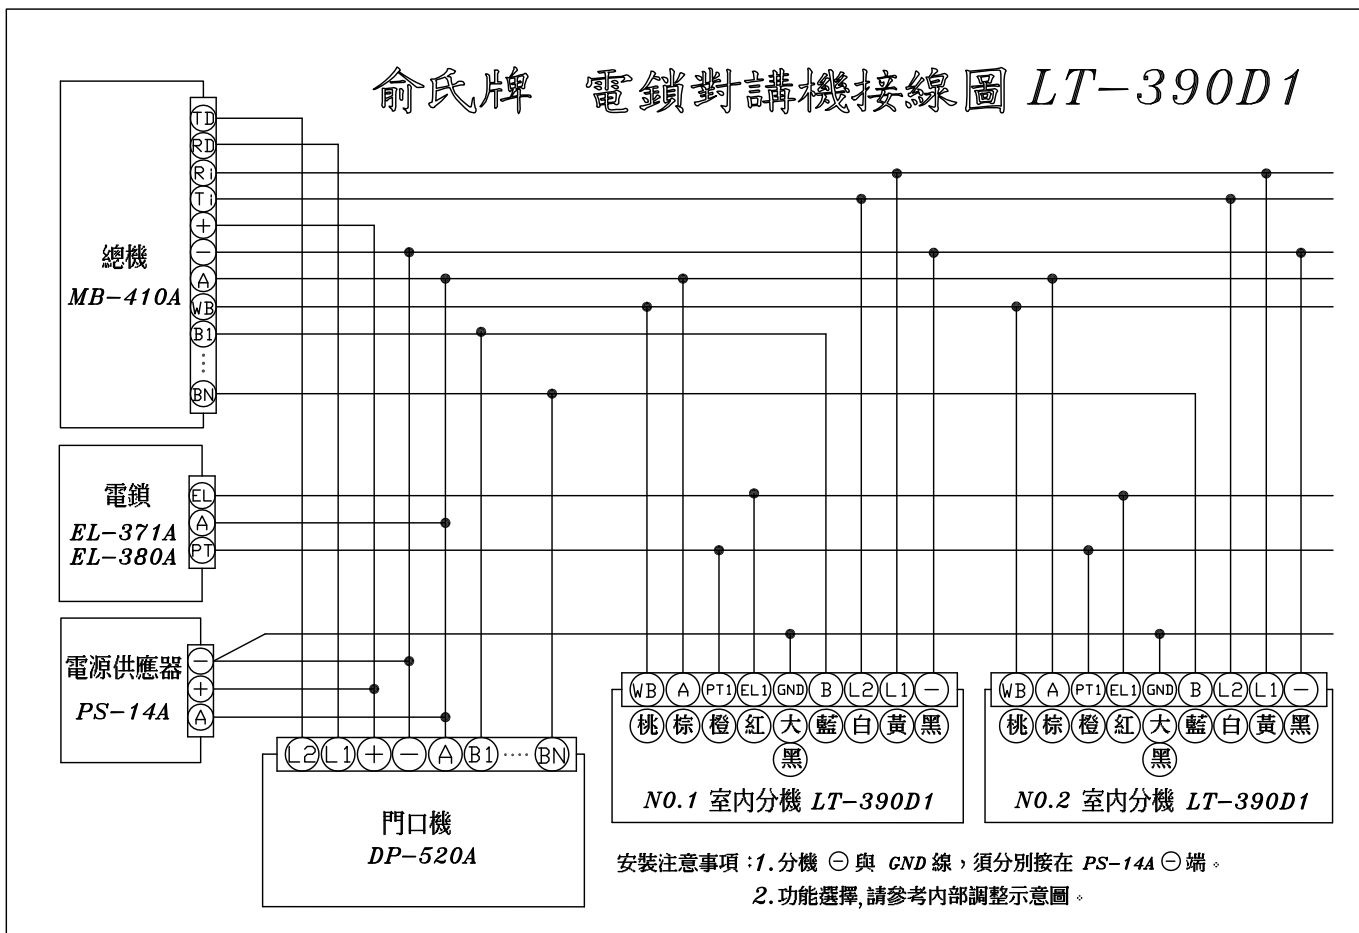 俞氏牌 電鎖對講機接線圖 LT-390D1
TD
RD
Ri
Ti
+
-
A
WB
B1
⋮
BN
總機
MB-410A
EL
A
PT
電鎖
EL-371A
EL-380A
-
+
A
電源供應器
PS-14A
L2 L1 + - A B1 ···· BN
門口機
DP-520A
WB A PT1 EL1 GND B L2 L1 -
桃 棕 橙 紅 大 藍 白 黃 黑
黑
NO.1 室內分機 LT-390D1
WB A PT1 EL1 GND B L2 L1 -
桃 棕 橙 紅 大 藍 白 黃 黑
黑
NO.2 室內分機 LT-390D1
安裝注意事項:1.分機 ⊖ 與 GND 線,須分別接在 PS-14A ⊖ 端。
2.功能選擇,請參考內部調整示意圖。